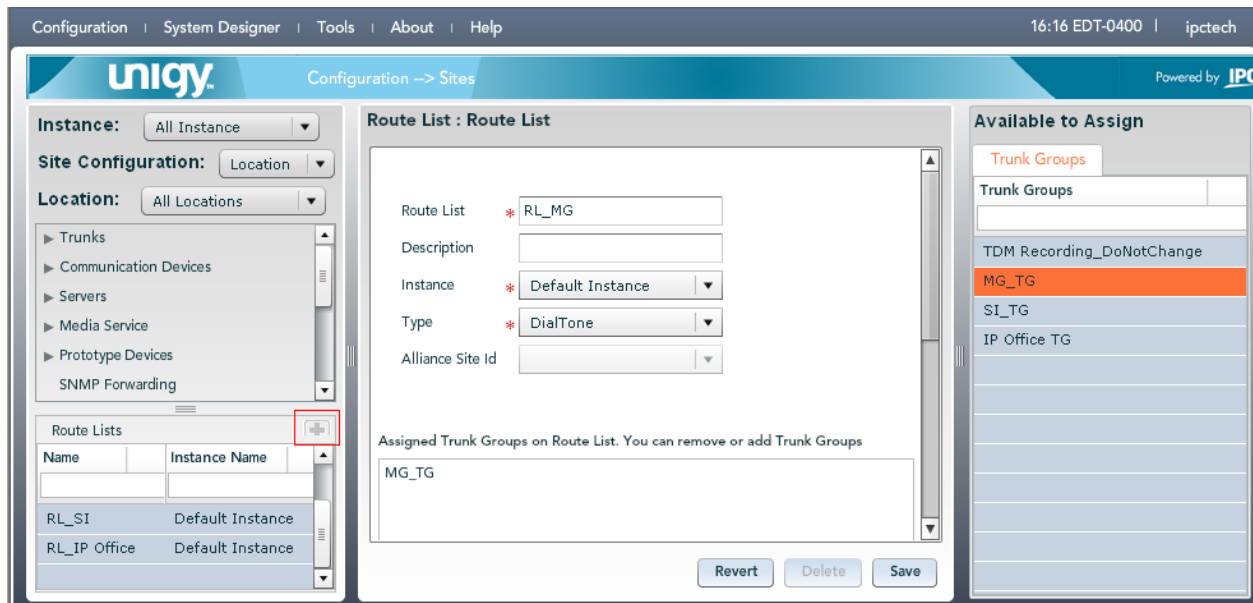 Configuration | System Designer | Tools | About | Help 16:16 EDT-0400 | ipctech
unigy. Configuration --> Sites Powered by IPC
Instance: All Instance
Site Configuration: Location
Location: All Locations
Trunks
Communication Devices
Servers
Media Service
Prototype Devices
SNMP Forwarding
Route Lists
Name Instance Name
RL_SI Default Instance
RL_IP Office Default Instance
Route List : Route List
Route List * RL_MG
Description
Instance * Default Instance
Type * DialTone
Alliance Site Id
Assigned Trunk Groups on Route List. You can remove or add Trunk Groups
MG_TG
Revert Delete Save
Available to Assign
Trunk Groups
Trunk Groups
TDM Recording_DoNotChange
MG_TG
SI_TG
IP Office TG